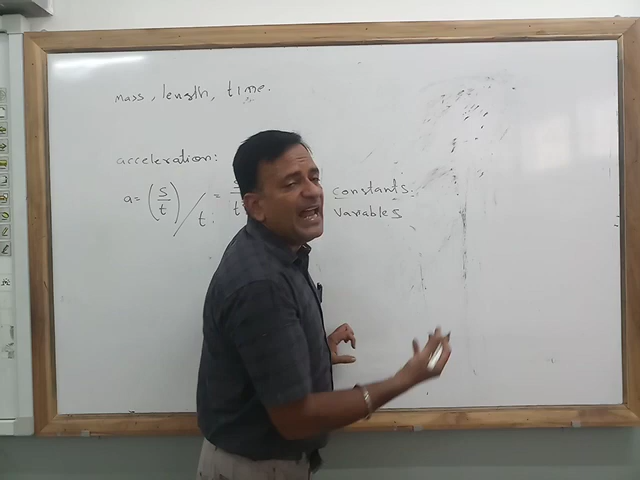 Mass, length, time.
acceleration:
a = (s/t)/t. = s/t constants.
Variables